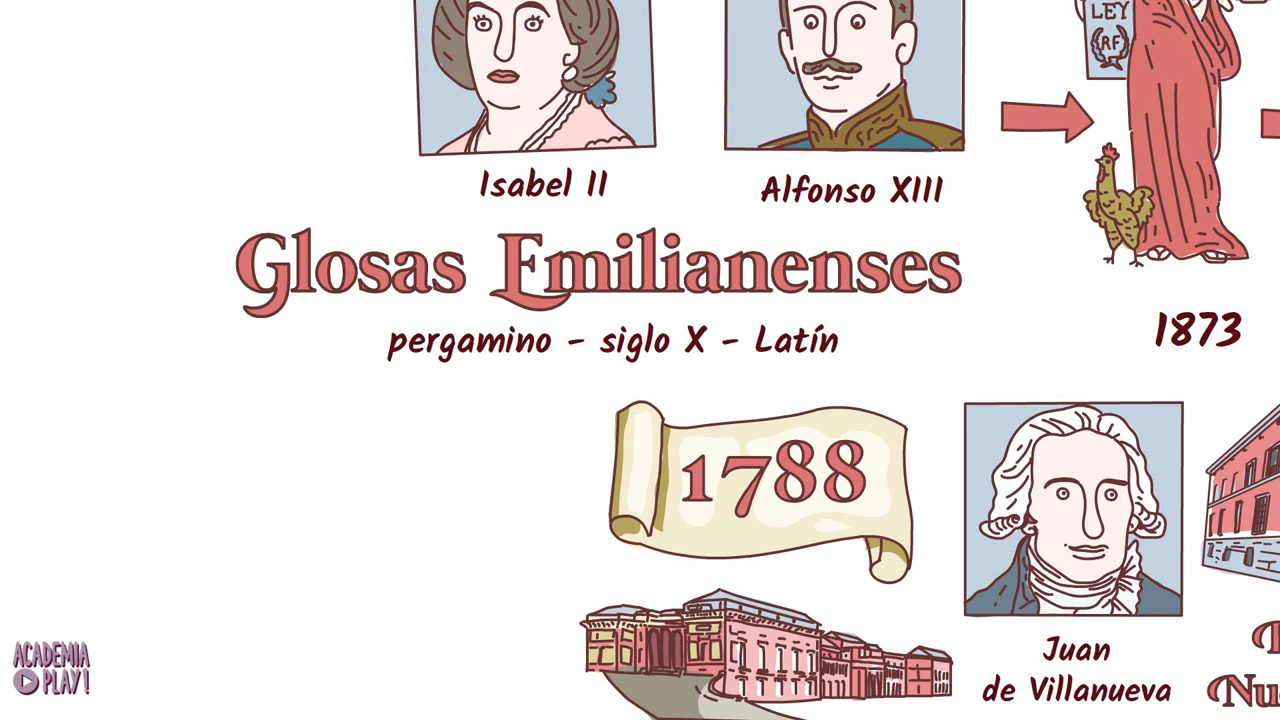 LEY
RF
Isabel II
Alfonso XIII
Glosas Emilianenses
pergamino - siglo X - Latín
1873
1788
Juan
de Villanueva
ACADEMIA
PLAY!